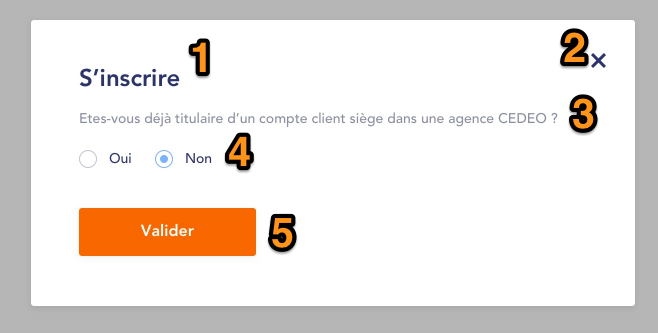 1
2
S’inscrire
Etes-vous déjà titulaire d’un compte client siège dans une agence CEDEO ? 3
Oui Non 4
Valider 5